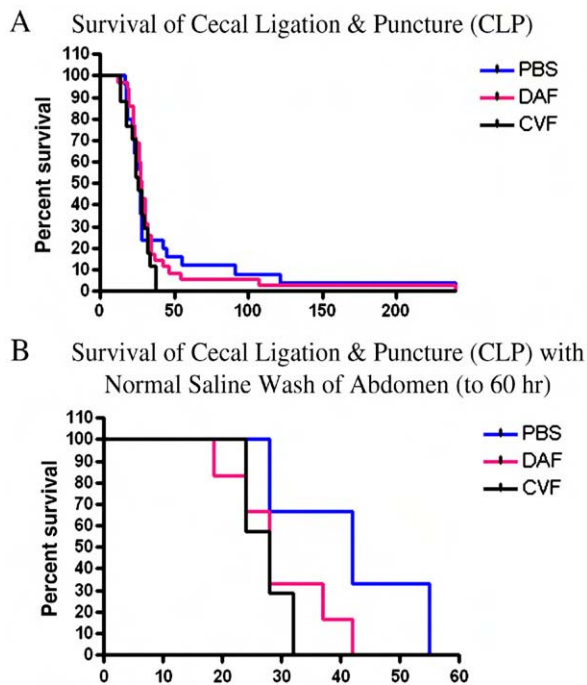 A Survival of Cecal Ligation & Puncture (CLP)
PBS
DAF
CVF
Percent survival
110
100
90
80
70
60
50
40
30
20
10
0
0 50 100 150 200
B Survival of Cecal Ligation & Puncture (CLP) with
Normal Saline Wash of Abdomen (to 60 hr)
PBS
DAF
CVF
Percent survival
110
100
90
80
70
60
50
40
30
20
10
0
0 10 20 30 40 50 60